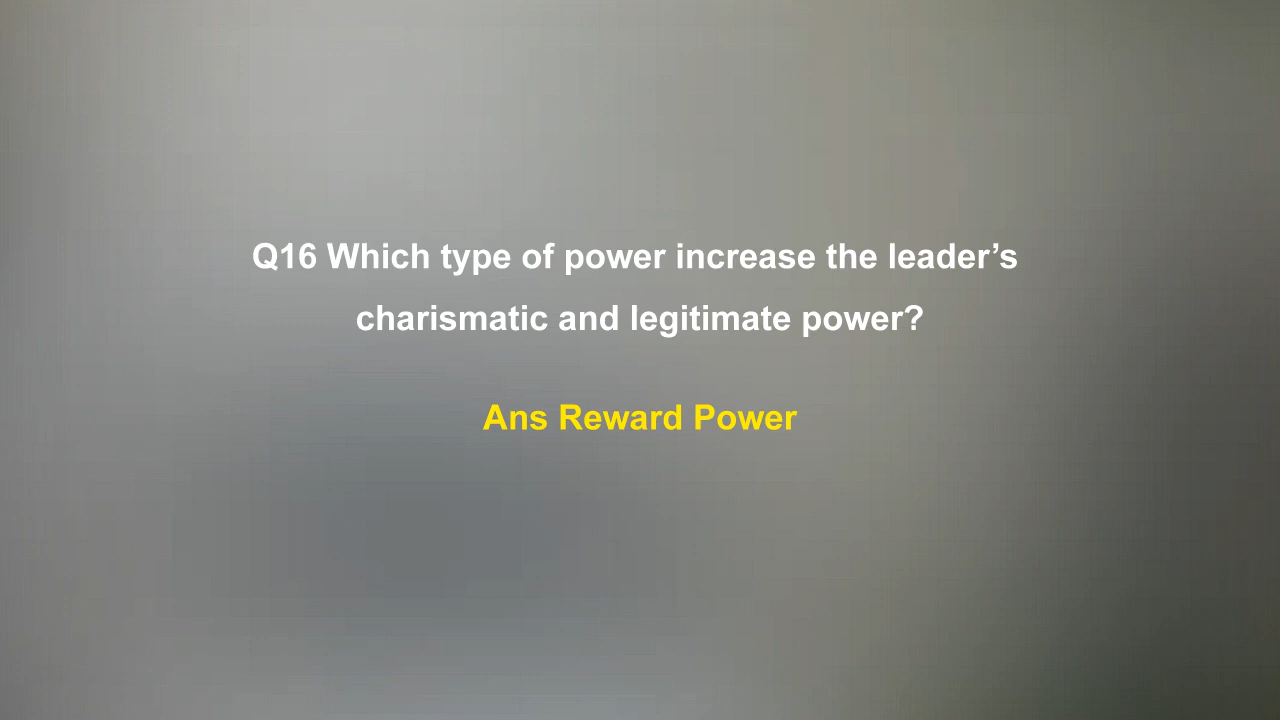 Q16 Which type of power increase the leader’s
charismatic and legitimate power?
Ans Reward Power